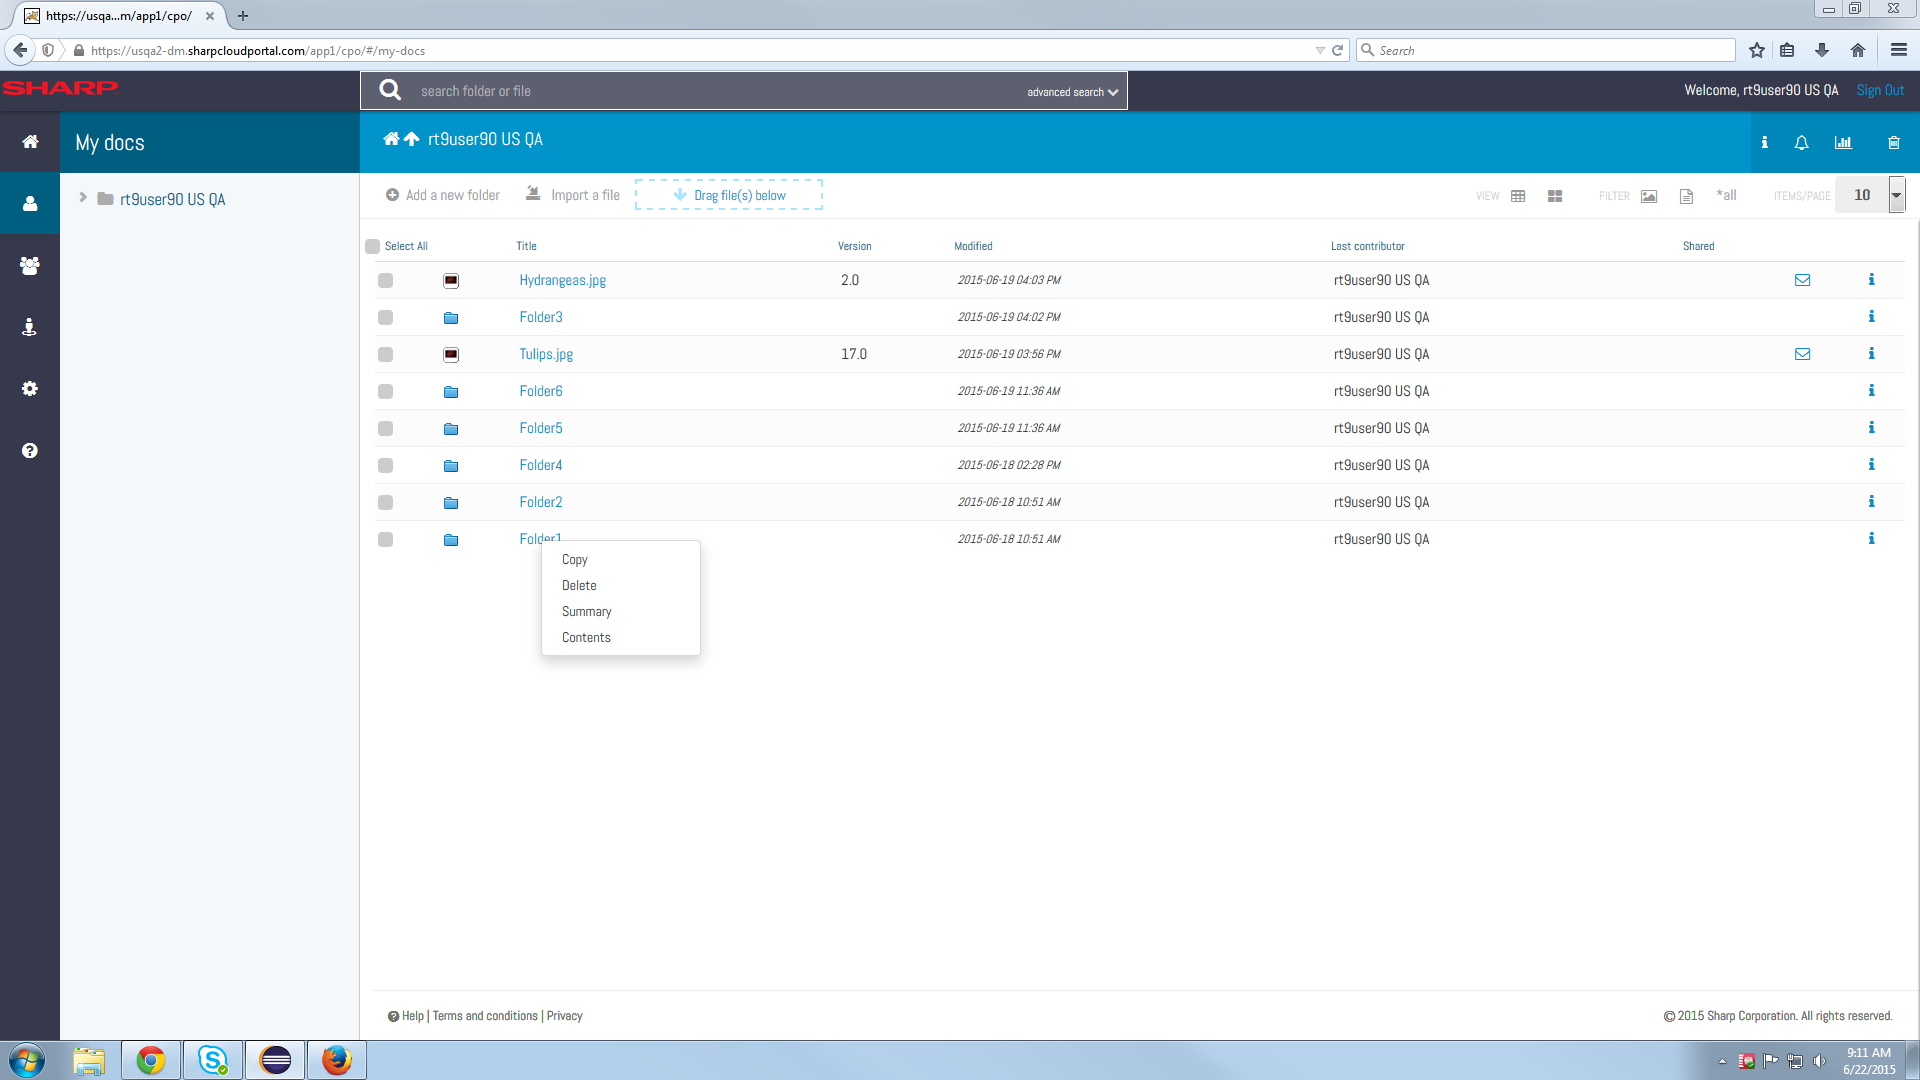 https://usqa...m/app1/cpo/
https://usqa2-dm.sharpcloudportal.com/app1/cpo/#/my-docs
Search
SHARP
search folder or file
advanced search
Welcome, rt9user90 US QA
Sign Out
My docs
rt9user90 US QA
rt9user90 US QA
Add a new folder
Import a file
Drag file(s) below
VIEW
FILTER
*all
ITEMS/PAGE
10
Select All Title Version Modified Last contributor Shared
Hydrangeas.jpg 2.0 2015-06-19 04:03 PM rt9user90 US QA
Folder3 2015-06-19 04:02 PM rt9user90 US QA
Tulips.jpg 17.0 2015-06-19 03:56 PM rt9user90 US QA
Folder6 2015-06-19 11:36 AM rt9user90 US QA
Folder5 2015-06-19 11:36 AM rt9user90 US QA
Folder4 2015-06-18 02:28 PM rt9user90 US QA
Folder2 2015-06-18 10:51 AM rt9user90 US QA
Folder1 2015-06-18 10:51 AM rt9user90 US QA
Copy
Delete
Summary
Contents
Help | Terms and conditions | Privacy
© 2015 Sharp Corporation. All rights reserved.
9:11 AM
6/22/2015